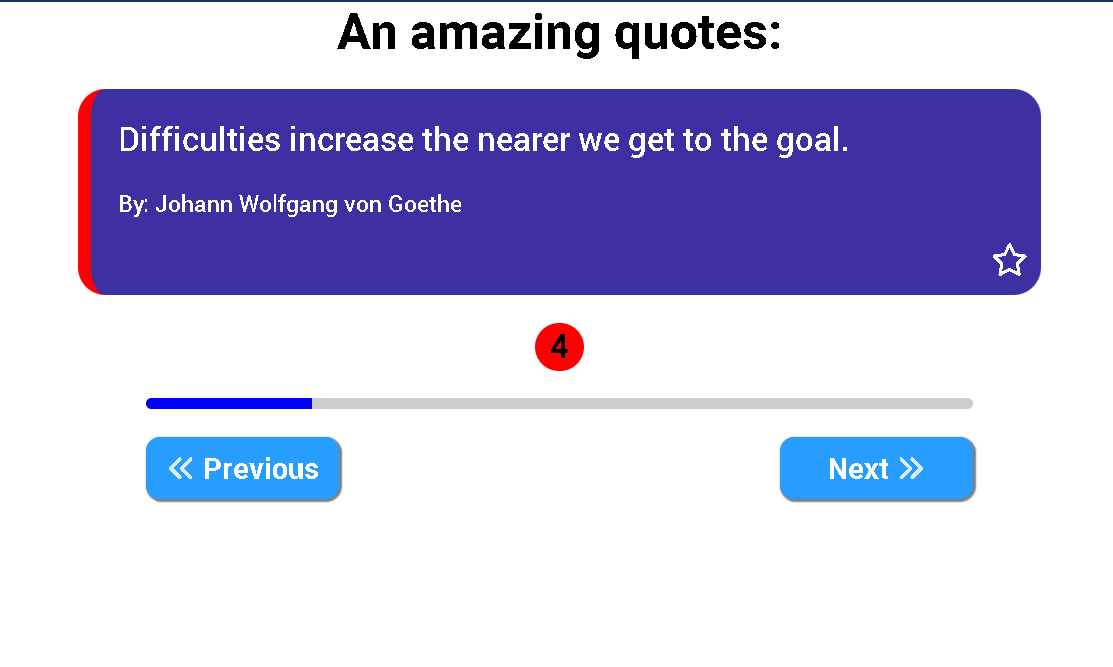 An amazing quotes:
Difficulties increase the nearer we get to the goal.
By: Johann Wolfgang von Goethe
4
Previous
Next